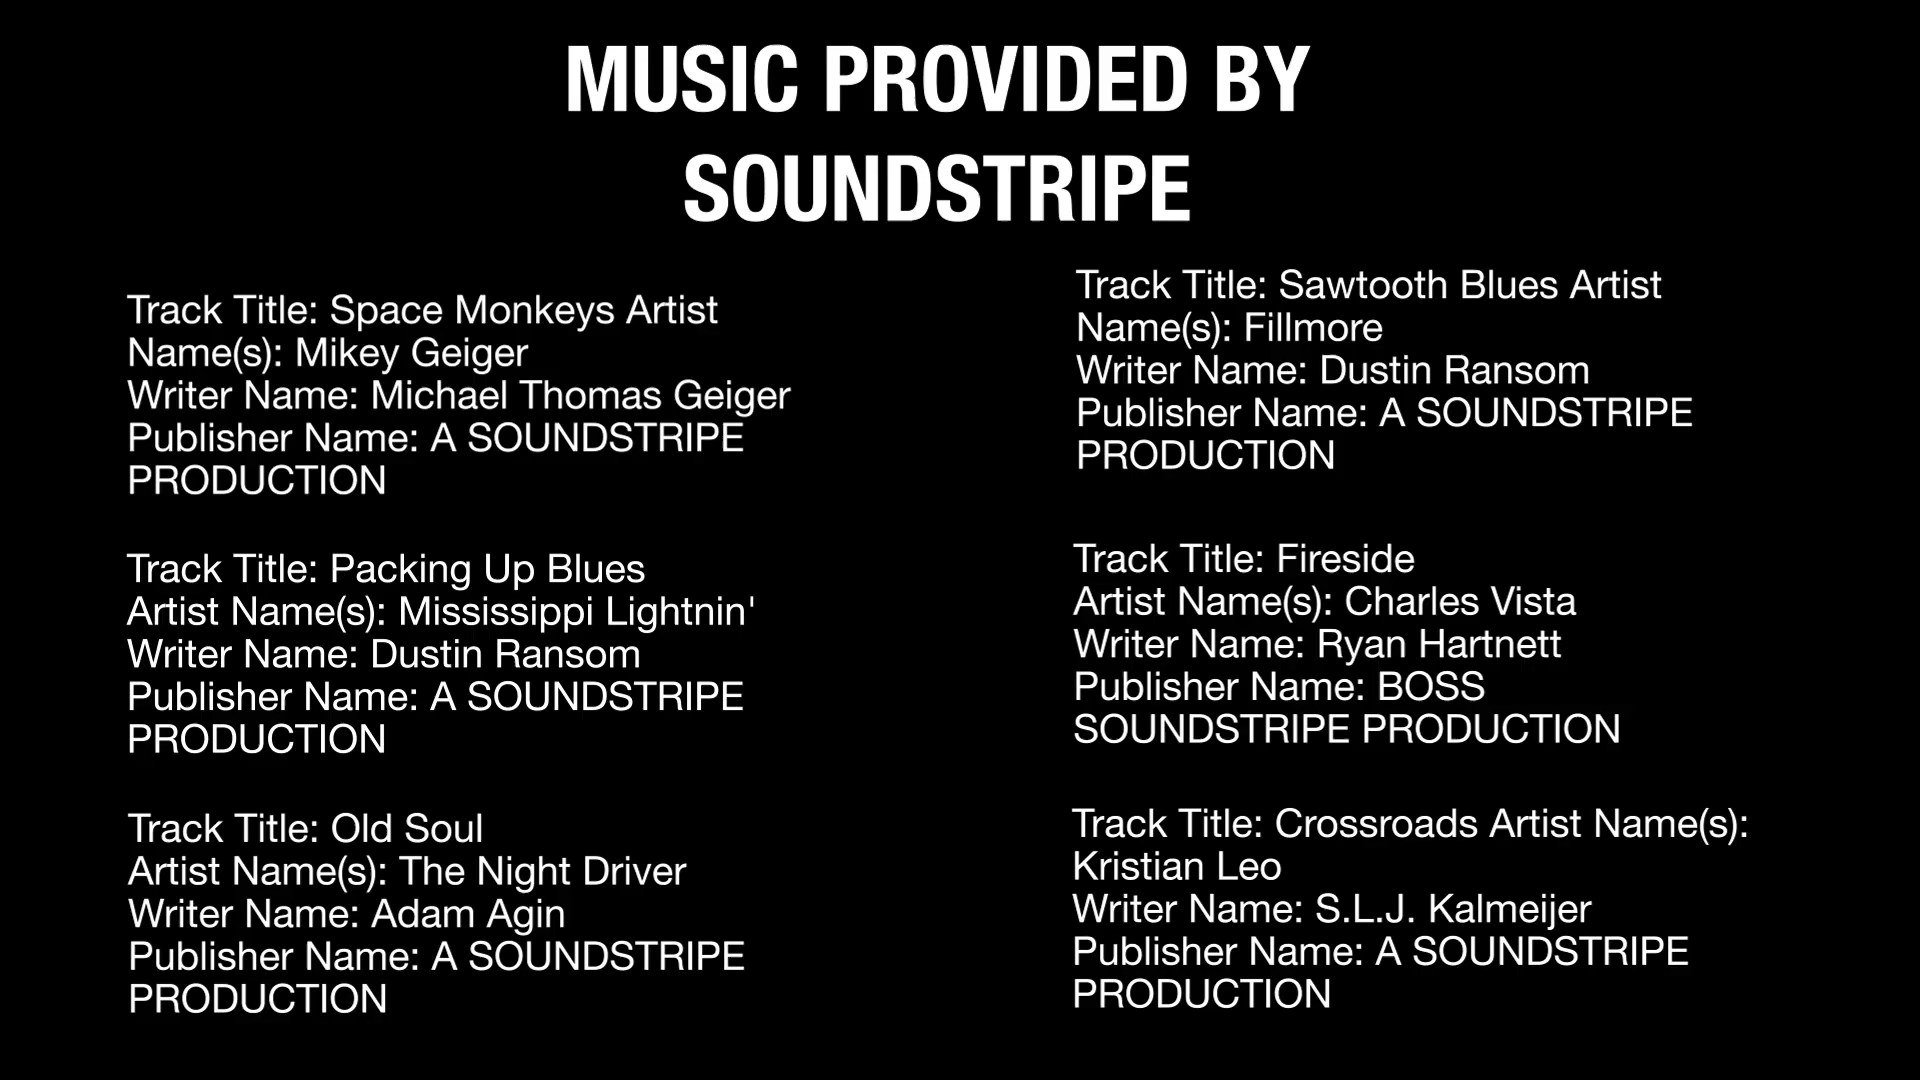 MUSIC PROVIDED BY
SOUNDSTRIPE
Track Title: Space Monkeys Artist
Name(s): Mikey Geiger
Writer Name: Michael Thomas Geiger
Publisher Name: A SOUNDSTRIPE
PRODUCTION
Track Title: Packing Up Blues
Artist Name(s): Mississippi Lightnin'
Writer Name: Dustin Ransom
Publisher Name: A SOUNDSTRIPE
PRODUCTION
Track Title: Old Soul
Artist Name(s): The Night Driver
Writer Name: Adam Agin
Publisher Name: A SOUNDSTRIPE
PRODUCTION
Track Title: Sawtooth Blues Artist
Name(s): Fillmore
Writer Name: Dustin Ransom
Publisher Name: A SOUNDSTRIPE
PRODUCTION
Track Title: Fireside
Artist Name(s): Charles Vista
Writer Name: Ryan Hartnett
Publisher Name: BOSS
SOUNDSTRIPE PRODUCTION
Track Title: Crossroads Artist Name(s):
Kristian Leo
Writer Name: S.L.J. Kalmeijer
Publisher Name: A SOUNDSTRIPE
PRODUCTION